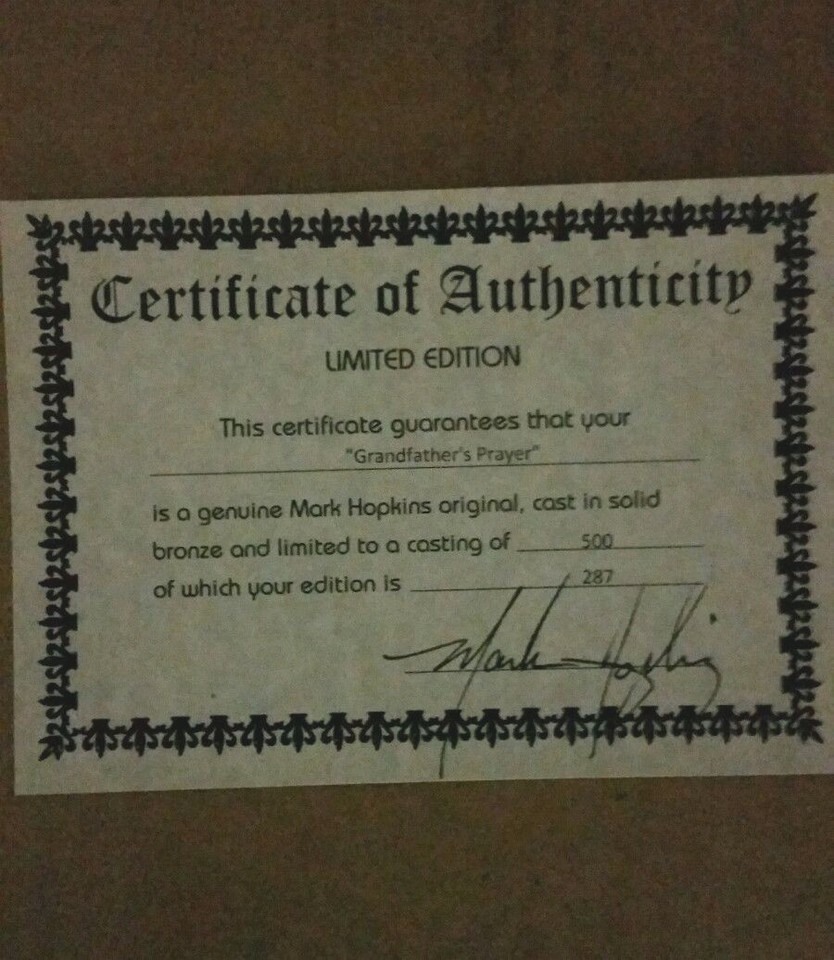 Certificate of Authenticity
LIMITED EDITION
This certificate guarantees that your
"Grandfather's Prayer"
is a genuine Mark Hopkins original, cast in solid
bronze and limited to a casting of 500
of which your edition is 287
Mark Hopkins